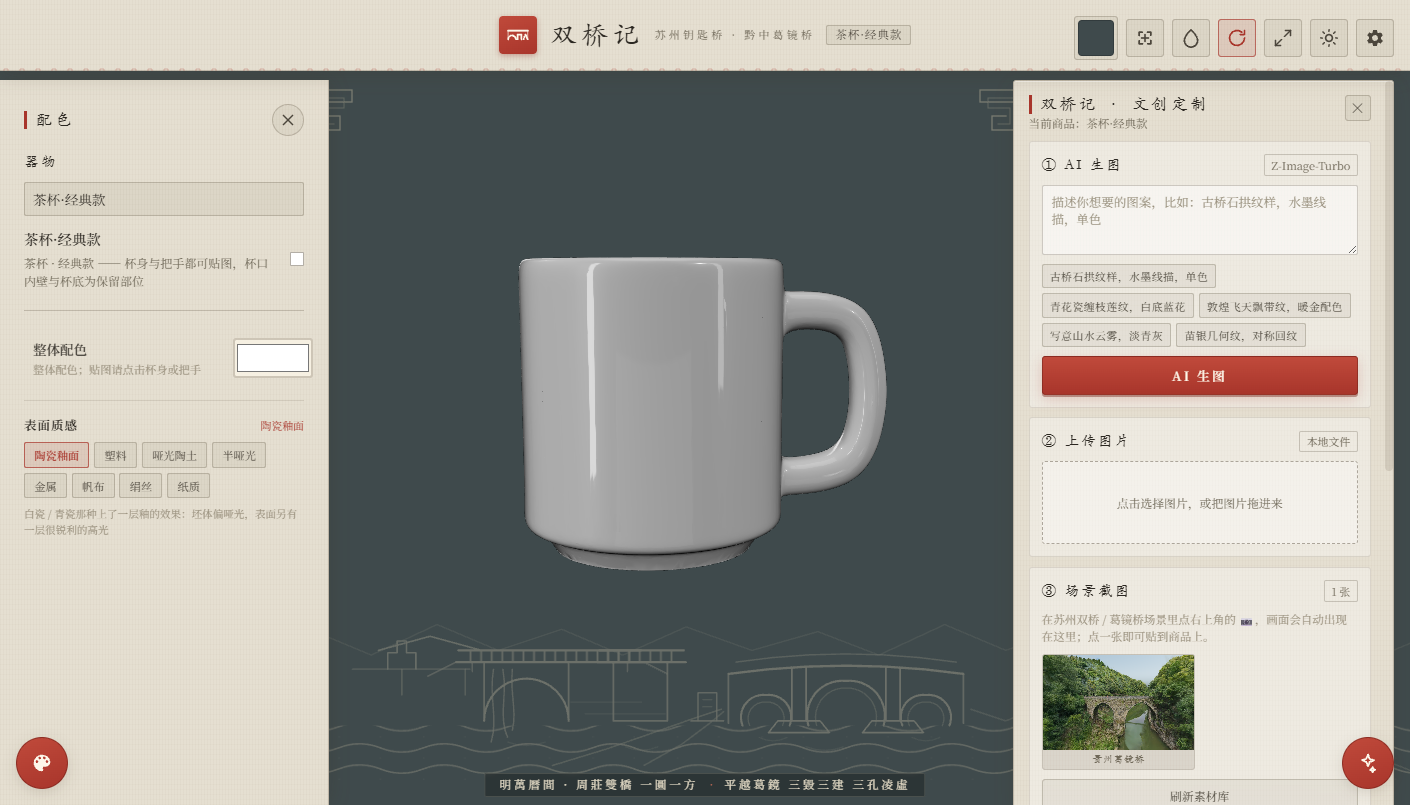 双桥记
苏州钥匙桥 · 黔中葛镜桥
茶杯·经典款
配色
器物
茶杯·经典款
茶杯·经典款
茶杯 · 经典款 —— 杯身与把手都可贴图，杯口
内壁与杯底为保留部位
整体配色
整体配色；贴图请点击杯身或把手
表面质感
陶瓷釉面
陶瓷釉面
塑料
哑光陶土
半哑光
金属
帆布
绢丝
纸质
白瓷 / 青瓷那种上了一层釉的效果：坯体偏哑光，表面另有
一层很锐利的高光
明萬曆間 · 周莊雙橋 一圓一方 · 平越葛鏡 三毀三建 三孔凌虛
双桥记 · 文创定制
当前商品：茶杯·经典款
① AI 生图
Z-Image-Turbo
描述你想要的图案，比如：古桥石拱纹样，水墨线
描，单色
古桥石拱纹样，水墨线描，单色
青花瓷缠枝莲纹，白底蓝花
敦煌飞天飘带纹，暖金配色
写意山水云雾，淡青灰
苗银几何纹，对称回纹
AI 生图
② 上传图片
本地文件
点击选择图片，或把图片拖进来
③ 场景截图
1 张
在苏州双桥 / 葛镜桥场景里点右上角的 📷，画面会自动出现
在这里；点一张即可贴到商品上。
贵州葛镜桥
刷新素材库